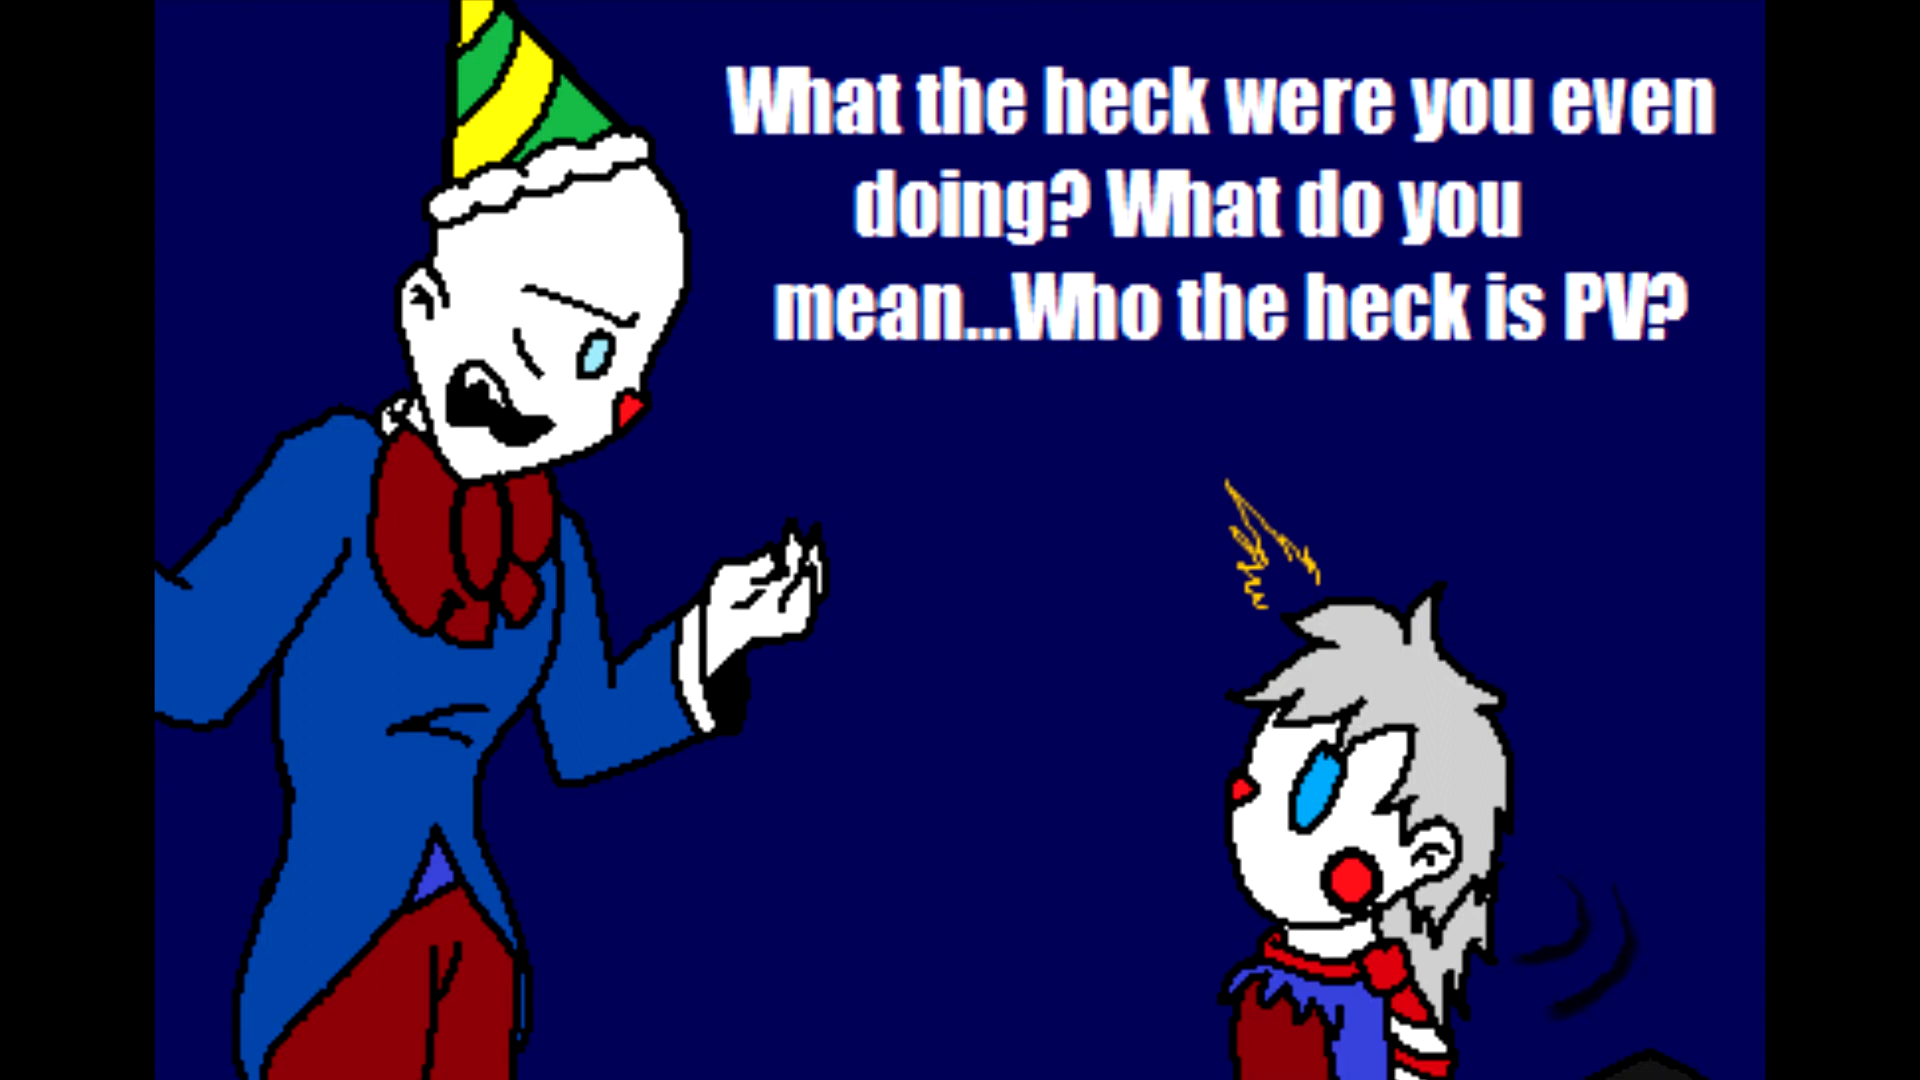 What the heck were you even
doing? What do you
mean...Who the heck is PV?